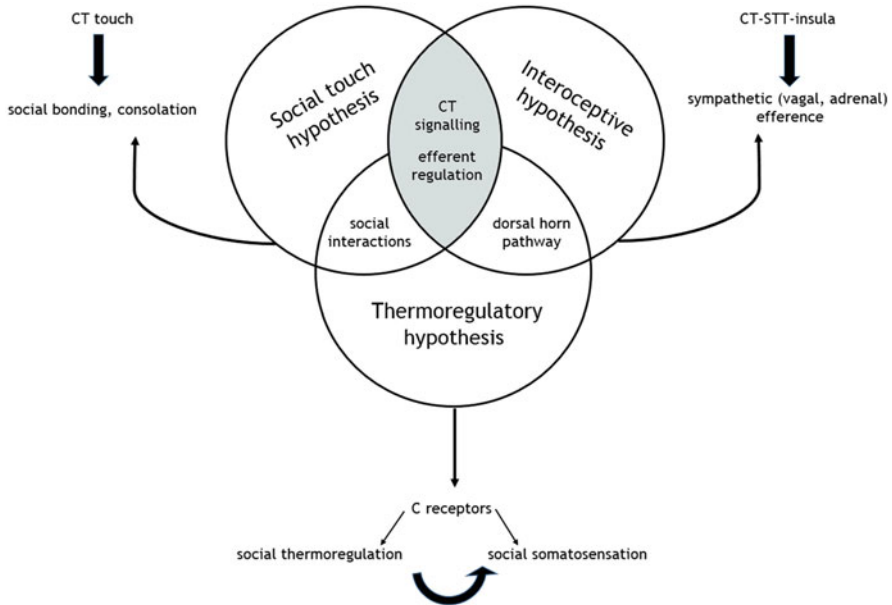 CT touch
social bonding, consolation
CT-STT-insula
sympathetic (vagal, adrenal)
efference
Social touch
hypothesis
Interoceptive
hypothesis
CT
signalling
efferent
regulation
social
interactions
dorsal horn
pathway
Thermoregulatory
hypothesis
C receptors
social thermoregulation
social somatosensation